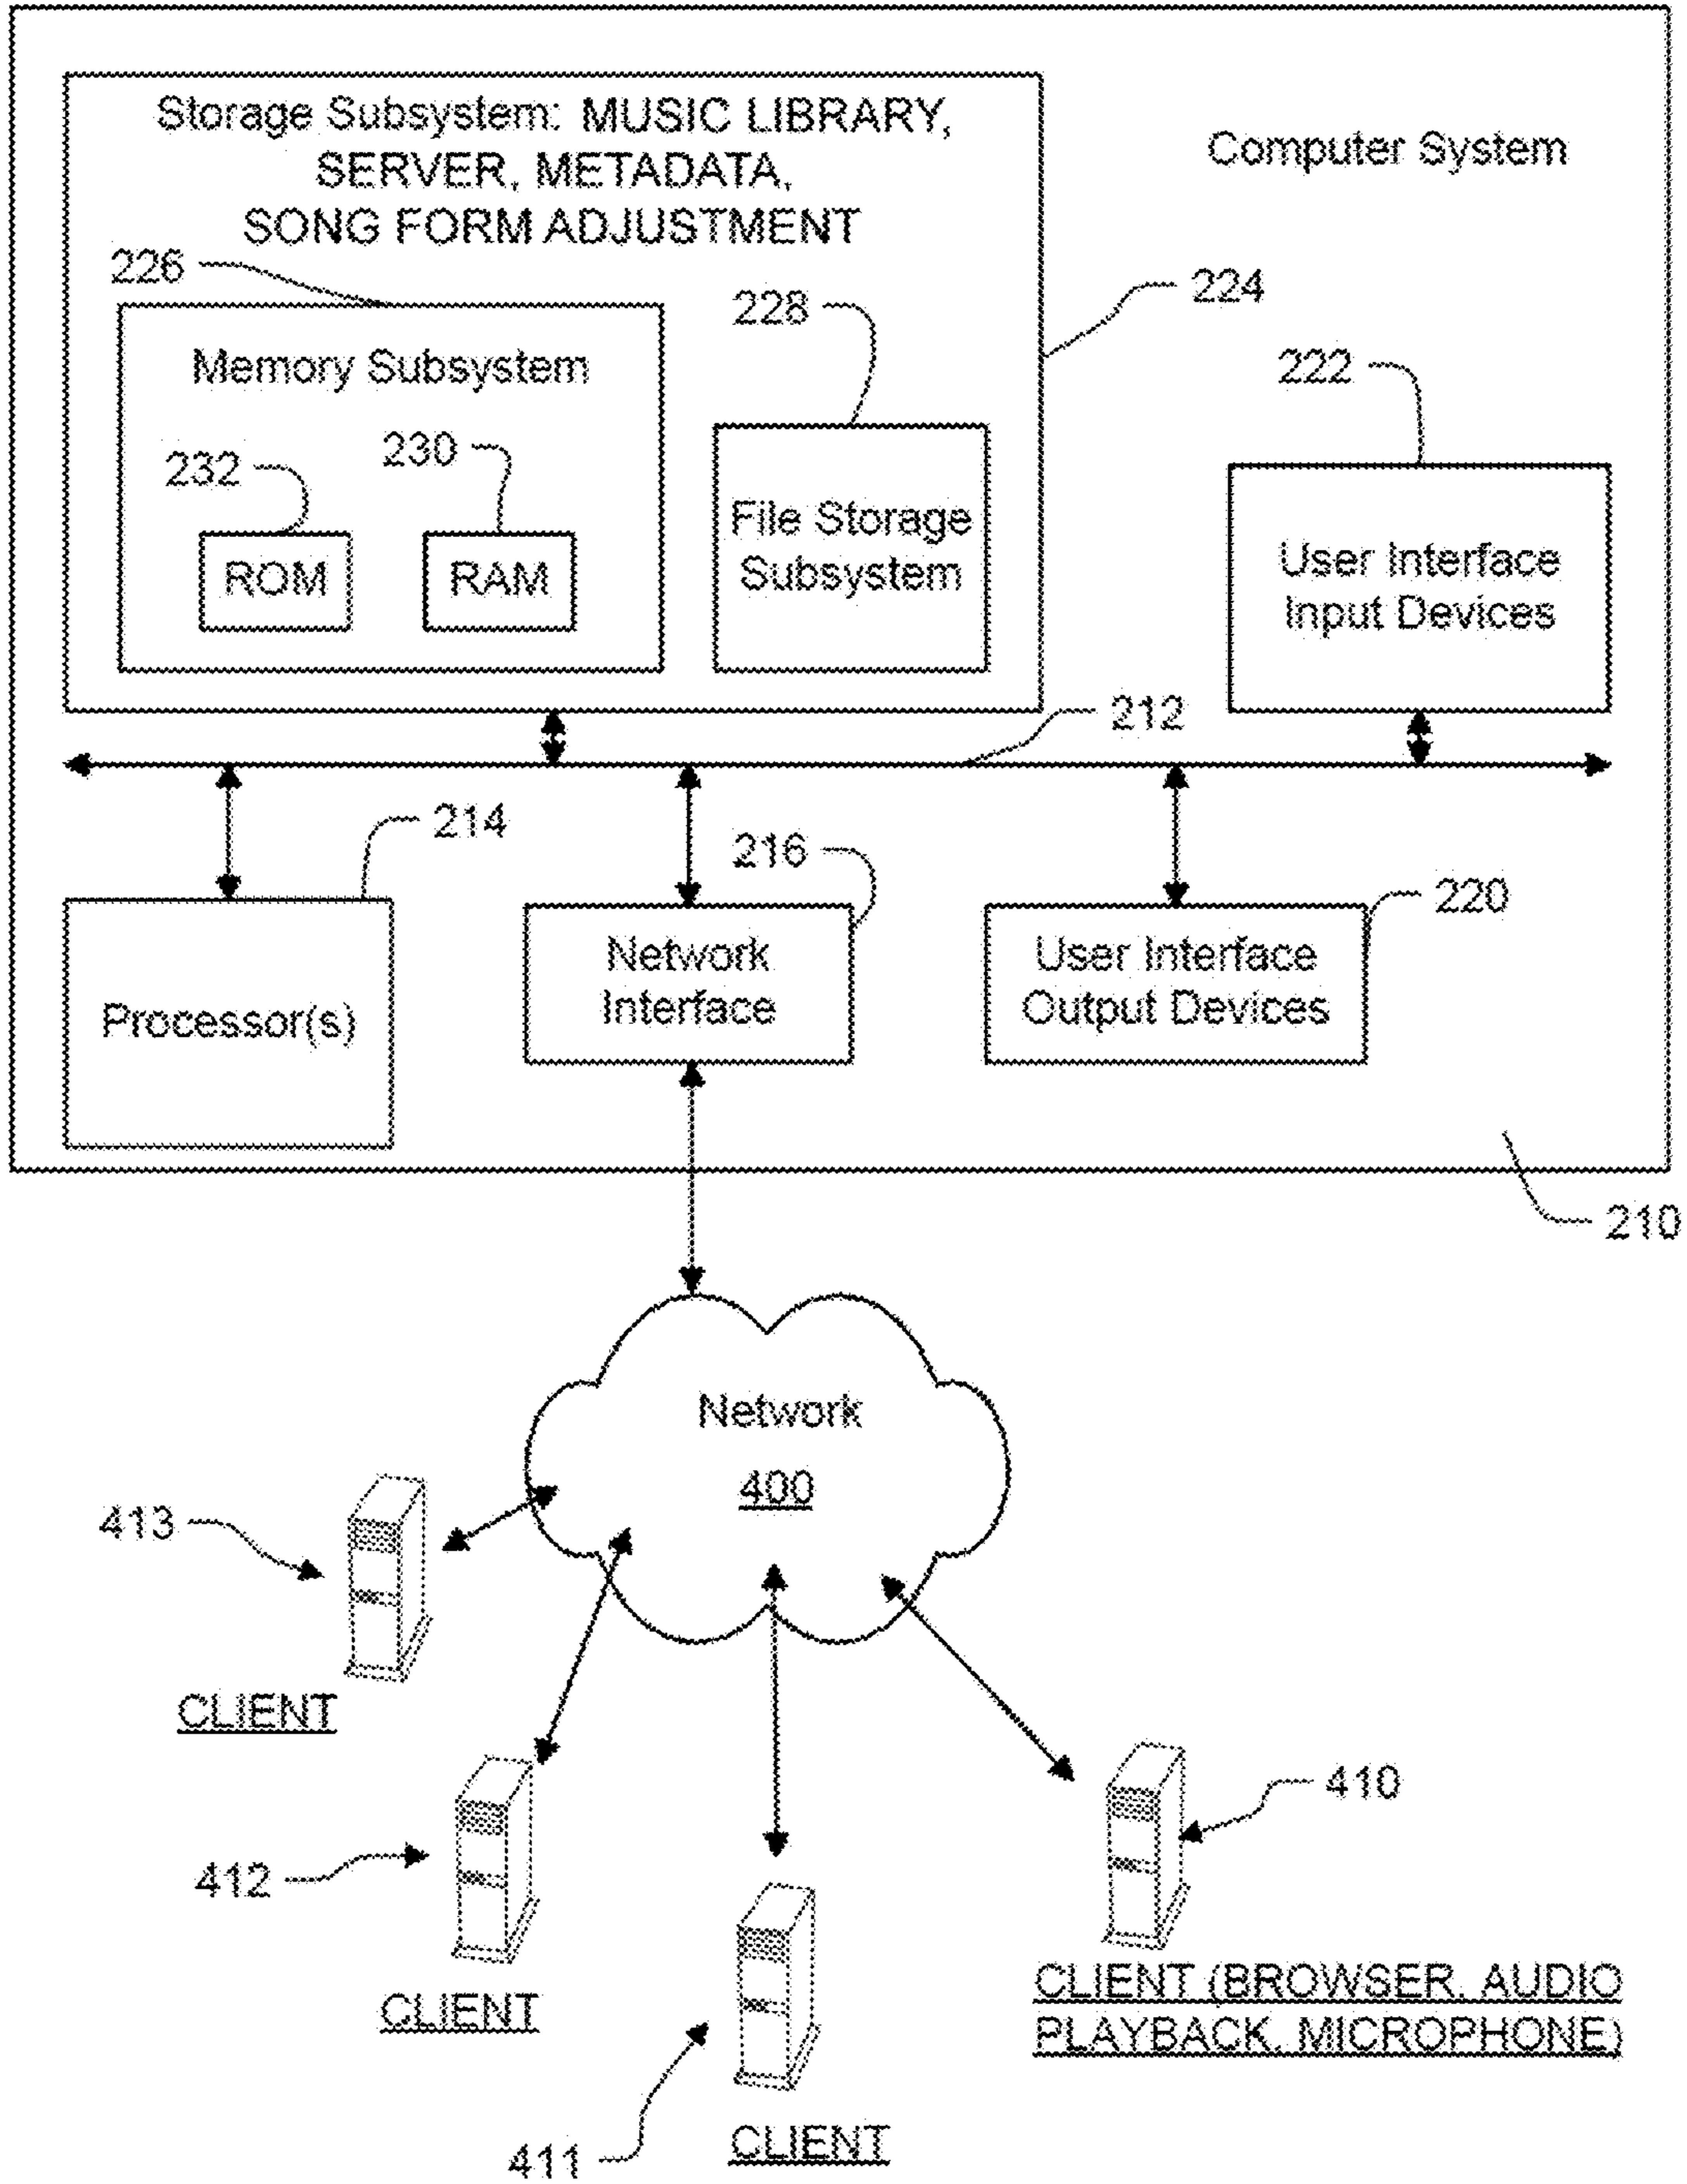 Storage Subsystem: MUSIC LIBRARY,
SERVER, METADATA,
SONG FORM ADJUSTMENT
Computer System
226
224
228
222
Memory Subsystem
232
230
ROM
RAM
File Storage
Subsystem
User Interface
Input Devices
212
214
216
220
Processor(s)
Network
Interface
User Interface
Output Devices
210
Network
400
413
CLIENT
412
CLIENT
411
CLIENT
410
CLIENT (BROWSER, AUDIO
PLAYBACK, MICROPHONE)